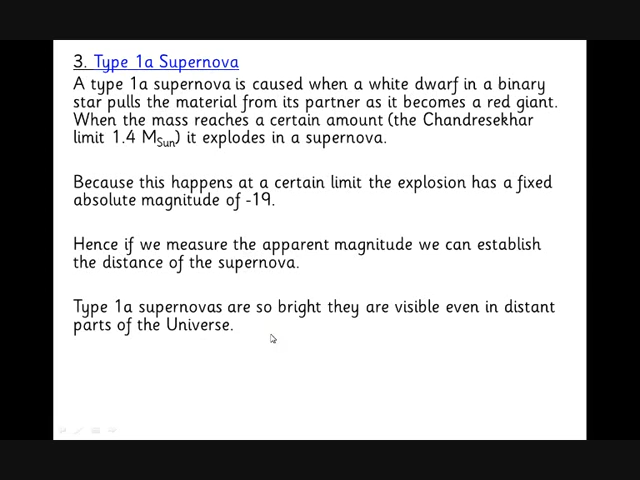 3. Type 1a Supernova
A type 1a supernova is caused when a white dwarf in a binary
star pulls the material from its partner as it becomes a red giant.
When the mass reaches a certain amount (the Chandresekhar
limit 1.4 MSun) it explodes in a supernova.
Because this happens at a certain limit the explosion has a fixed
absolute magnitude of -19.
Hence if we measure the apparent magnitude we can establish
the distance of the supernova.
Type 1a supernovas are so bright they are visible even in distant
parts of the Universe.